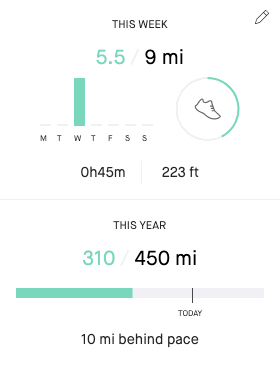 THIS WEEK
5.5 / 9 mi
M T W T F S S
0h45m 223 ft
THIS YEAR
310 / 450 mi
TODAY
10 mi behind pace